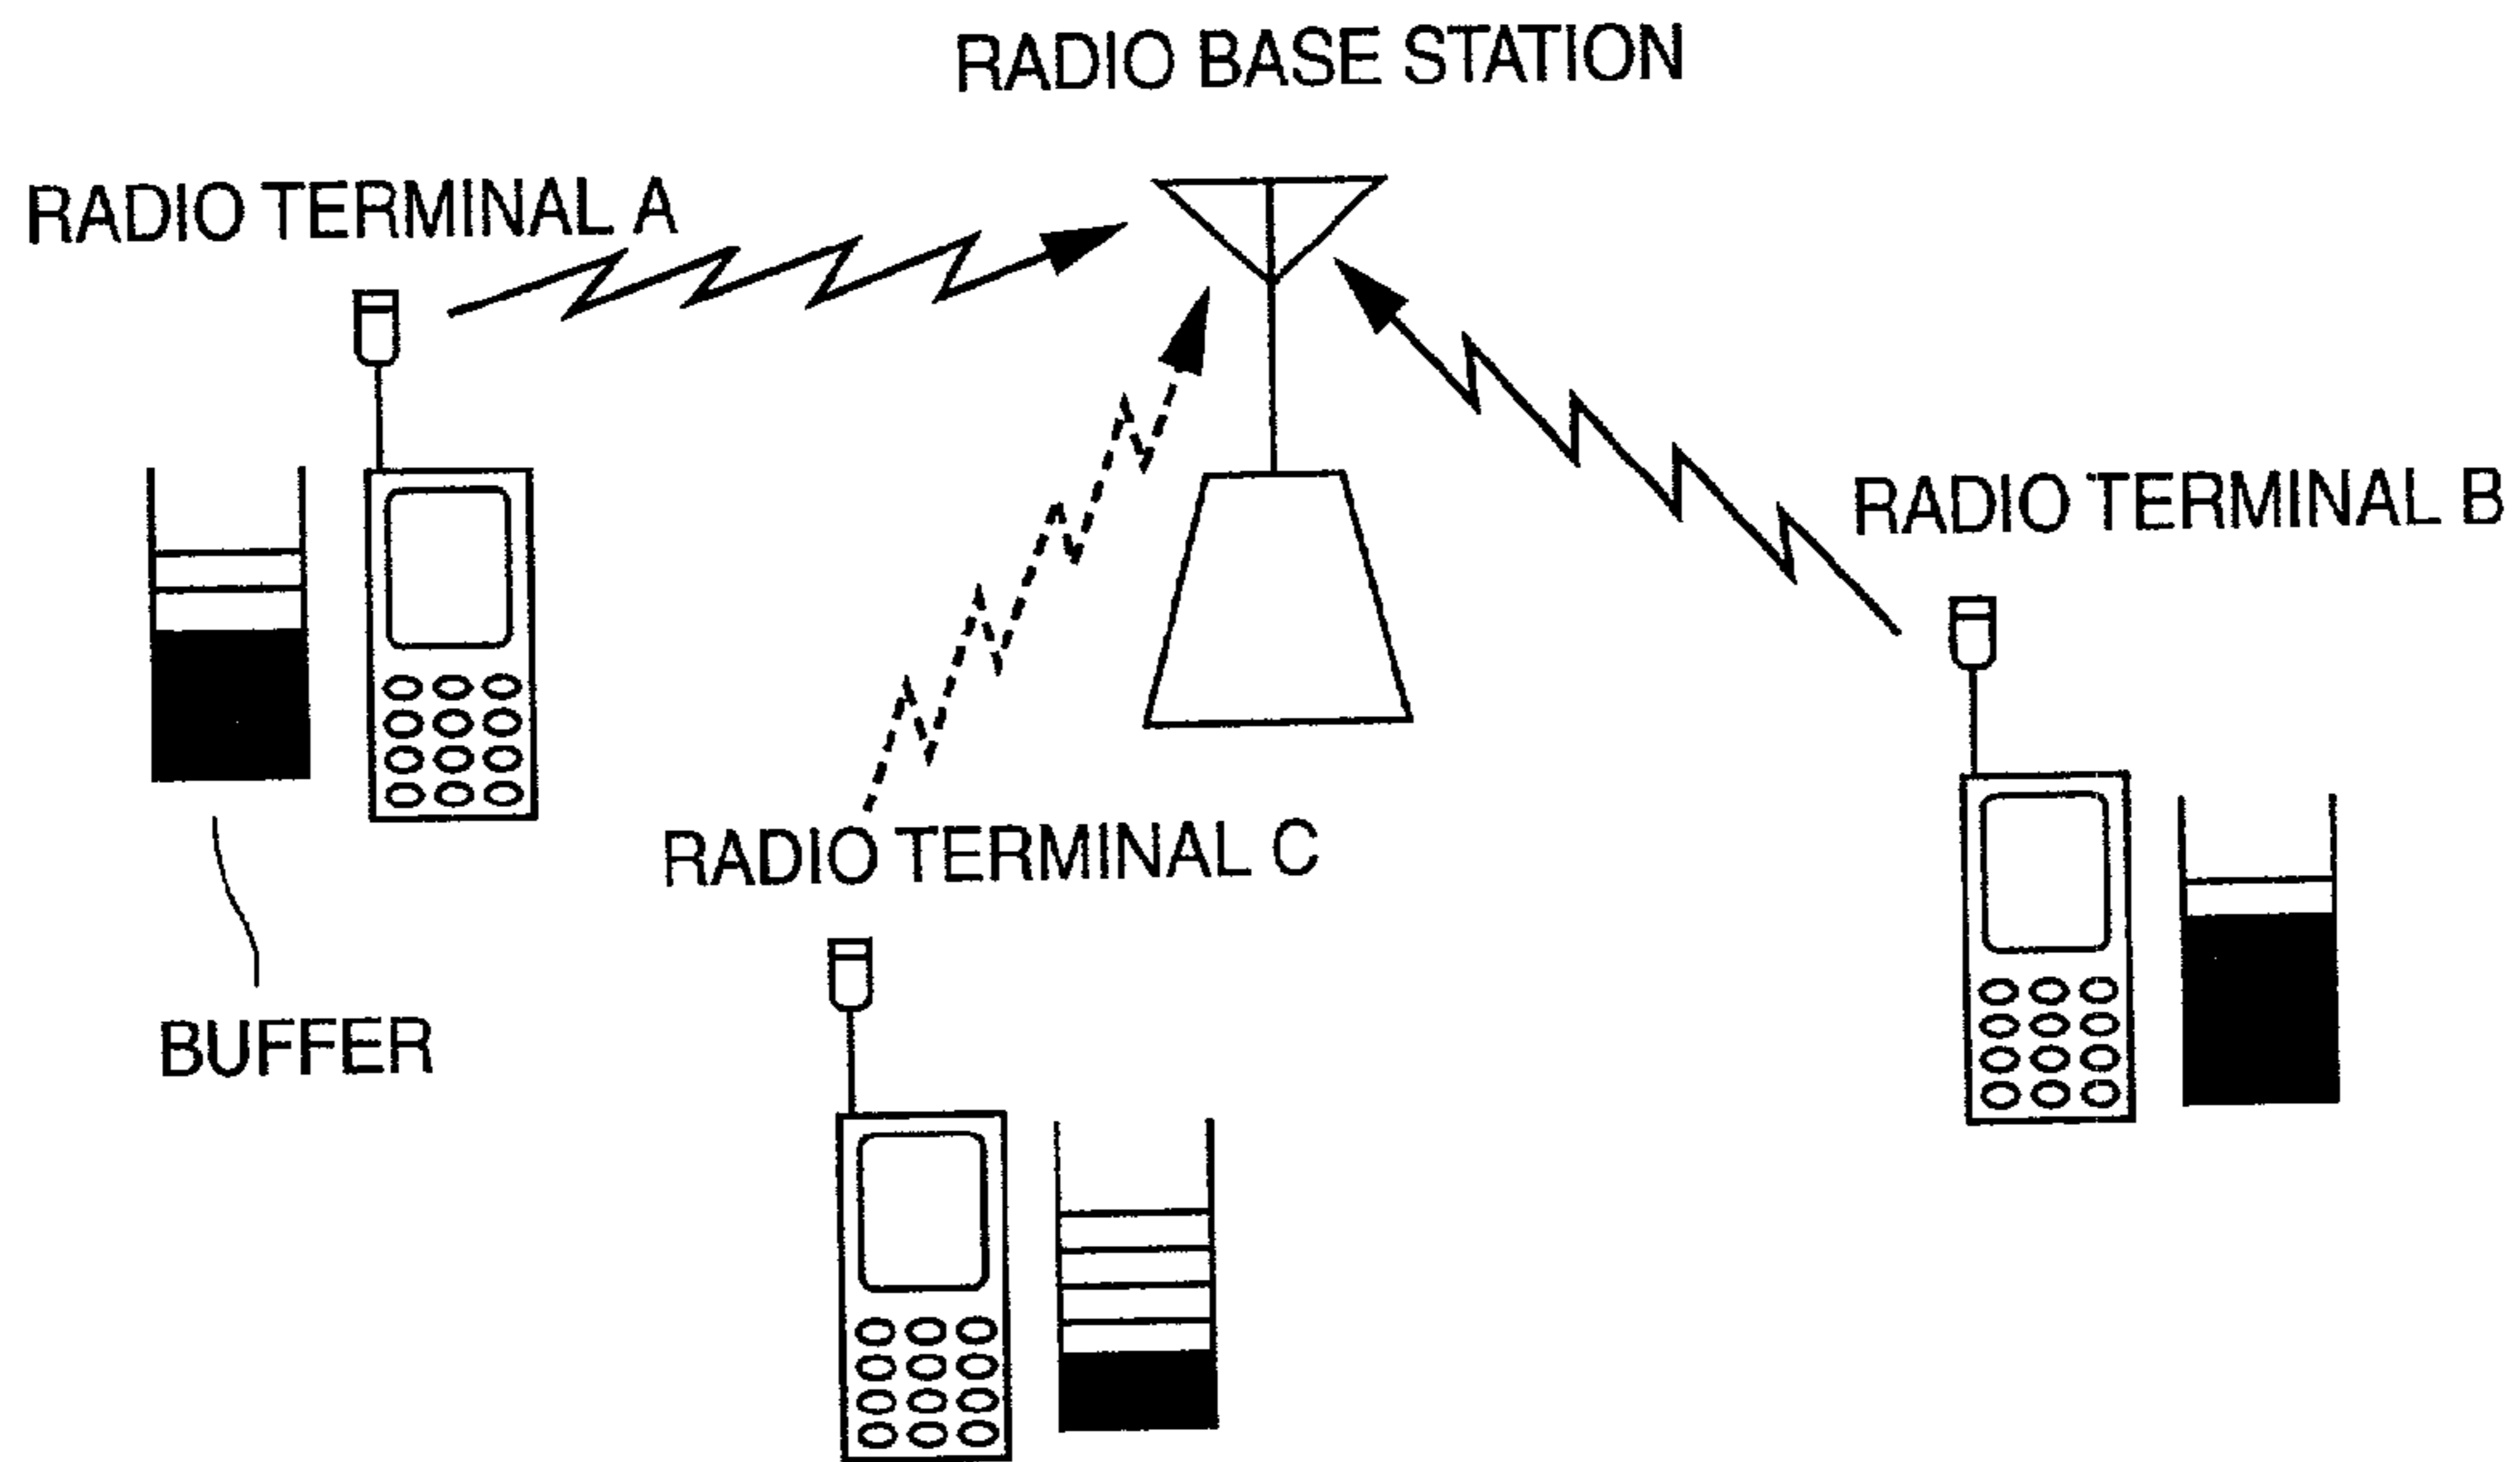 RADIO BASE STATION
RADIO TERMINAL A
RADIO TERMINAL B
RADIO TERMINAL C
BUFFER